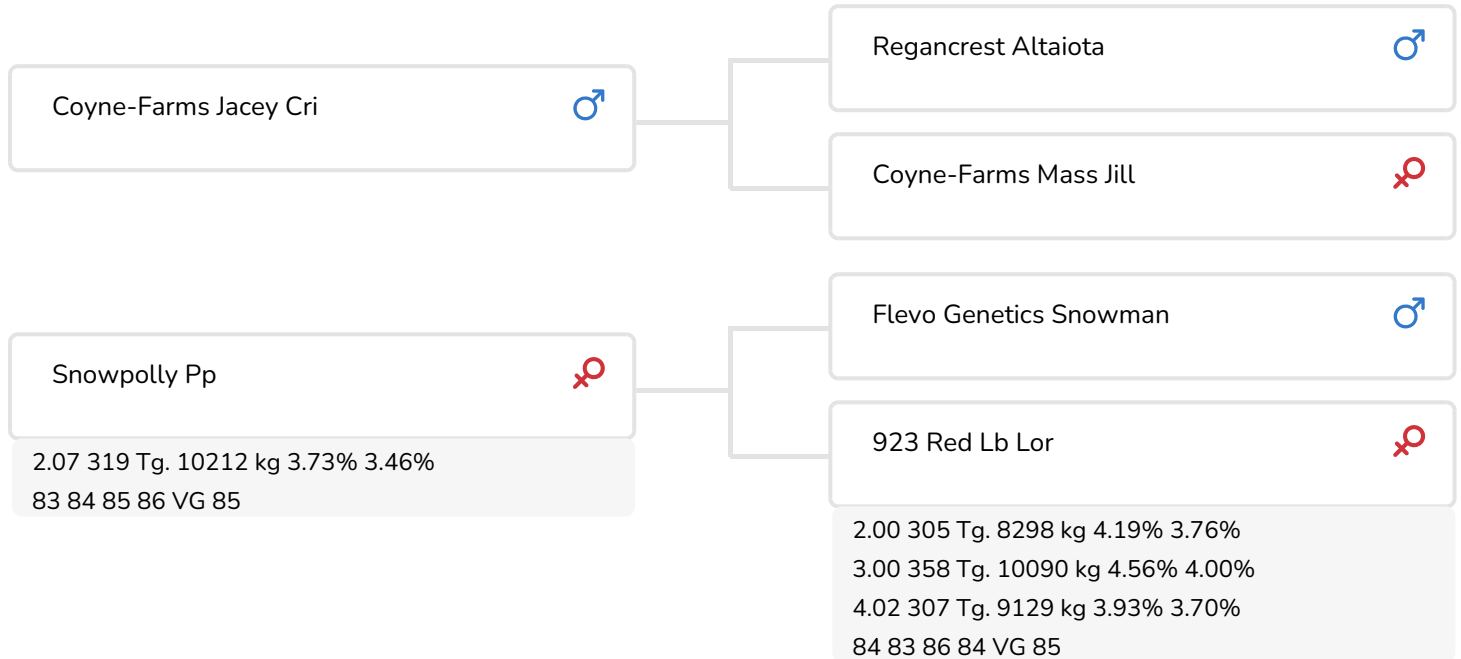 Coyne-Farms Jacey Cri
Regancrest Altaiota
Coyne-Farms Mass Jill
Snowpolly Pp
2.07 319 Tg. 10212 kg 3.73% 3.46%
83 84 85 86 VG 85
Flevo Genetics Snowman
923 Red Lb Lor
2.00 305 Tg. 8298 kg 4.19% 3.76%
3.00 358 Tg. 10090 kg 4.56% 4.00%
4.02 307 Tg. 9129 kg 3.93% 3.70%
84 83 86 84 VG 85